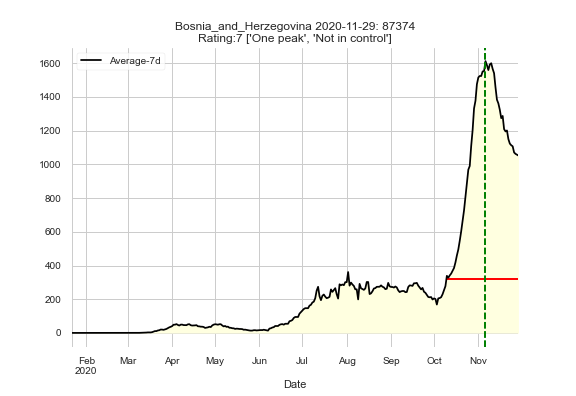 Bosnia_and_Herzegovina 2020-11-29: 87374
Rating:7 ['One peak', 'Not in control']
Average-7d
1600
1400
1200
1000
800
600
400
200
0
Feb Mar Apr May Jun Jul Aug Sep Oct Nov
2020
Date